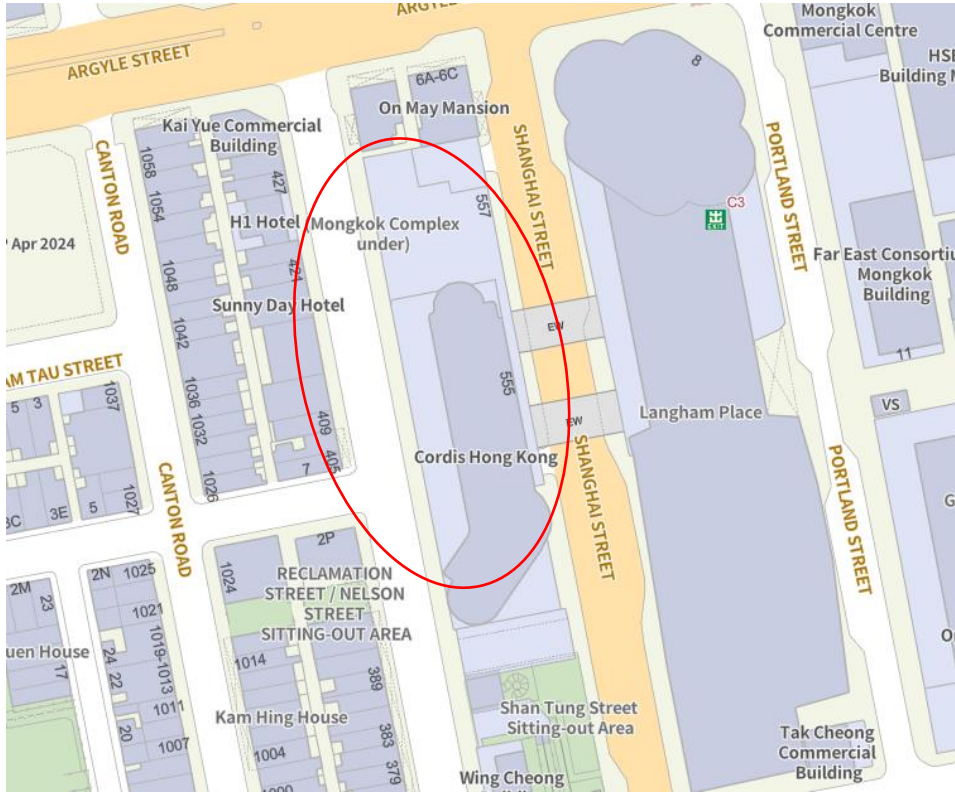 ARGYLE STREET
Mongkok
Commercial Centre
HSB
Building M
ARGYLE STREET
6A-6C
On May Mansion
8
Kai Yue Commercial
Building
CANTON ROAD
1058
1054
427
SHANGHAI STREET
557
PORTLAND STREET
C3
EXIT
H1 Hotel
(Mongkok Complex
under)
Apr 2024
1048
421
Far East Consortiu
Mongkok
Building
Sunny Day Hotel
1042
EW
11
AM TAU STREET
5
3
1037
1036
1032
555
VS
409
405
EW
Langham Place
Cordis Hong Kong
7
1026
3C
3E
5
1027
CANTON ROAD
SHANGHAI STREET
PORTLAND STREET
G
2P
2M
2N
1025
23
1024
RECLAMATION
STREET / NELSON
STREET
SITTING-OUT AREA
1021
1019-1013
uen House
24
22
17
1014
389
1011
20
1007
Kam Hing House
383
1004
379
Shan Tung Street
Sitting-out Area
Tak Cheong
Commercial
Building
Wing Cheong